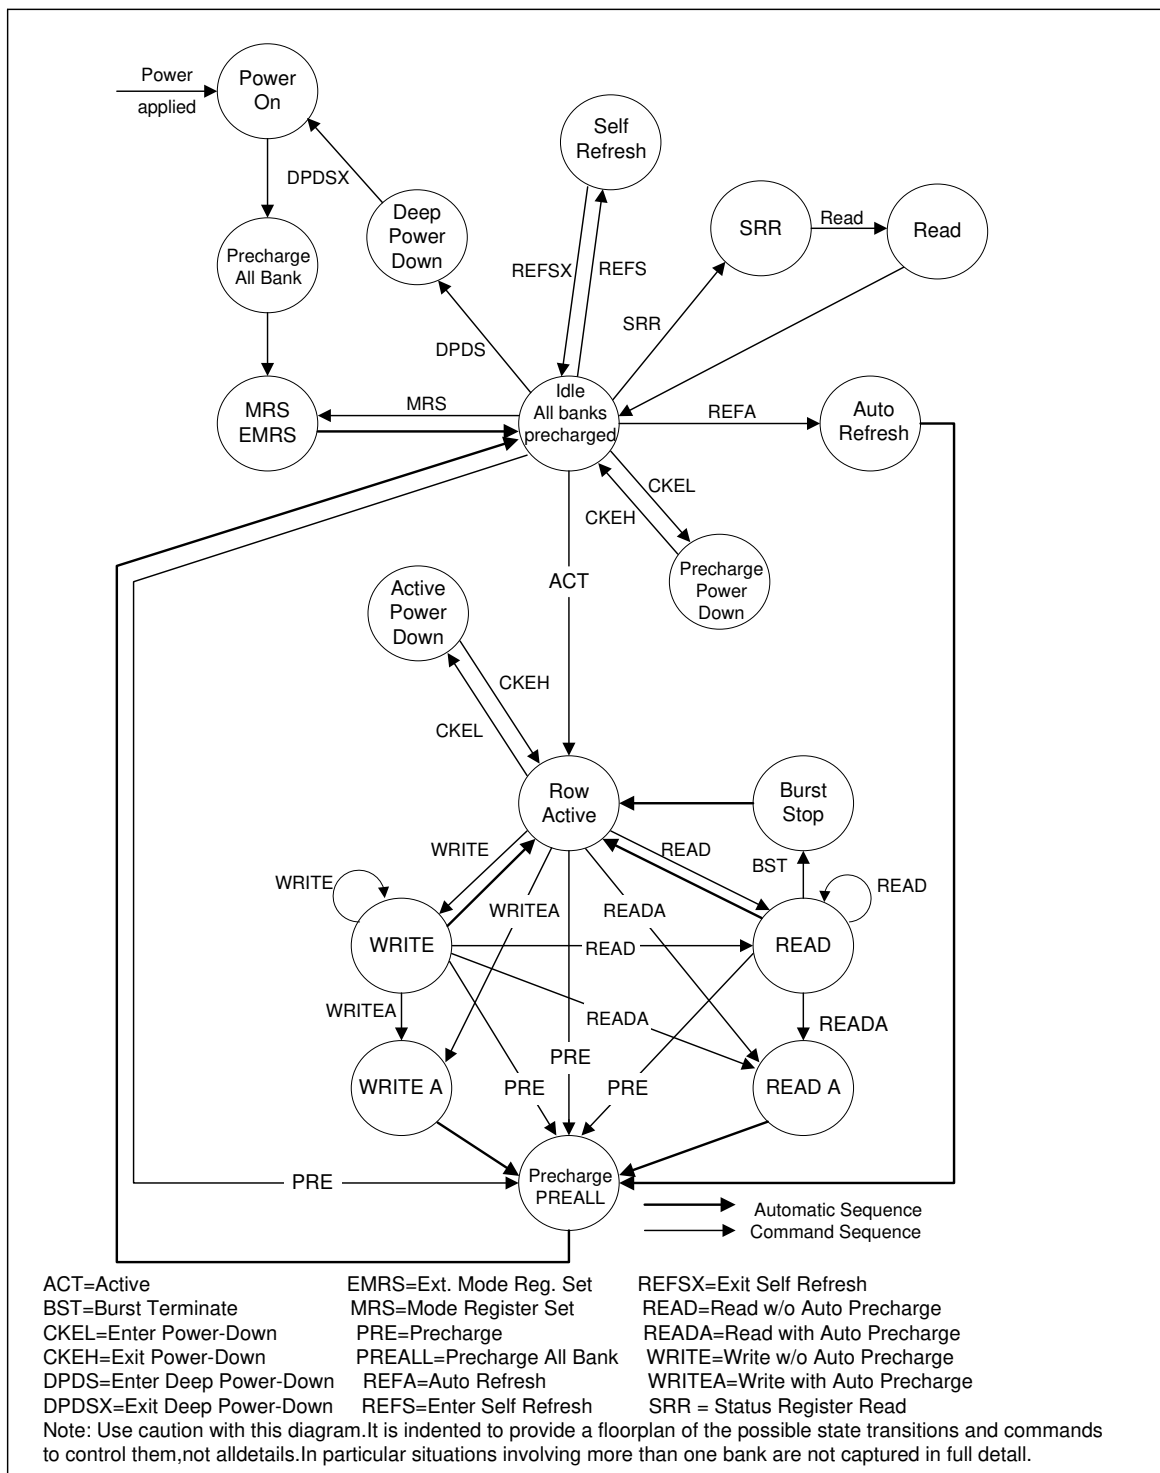 Power
applied
Power
On
Self
Refresh
DPDSX
Deep
Power
Down
SRR
Read
Read
Precharge
All Bank
REFSX
REFS
SRR
DPDS
MRS
EMRS
MRS
Idle
All banks
precharged
REFA
Auto
Refresh
CKEL
CKEH
ACT
Precharge
Power
Down
Active
Power
Down
CKEH
CKEL
Row
Active
Burst
Stop
WRITE
READ
BST
WRITE
WRITEA
READA
READ
WRITE
READ
READ
WRITEA
READA
READA
PRE
WRITE A
PRE
PRE
READ A
PRE
Precharge
PREALL
Automatic Sequence
Command Sequence
ACT=Active EMRS=Ext. Mode Reg. Set REFSX=Exit Self Refresh
BST=Burst Terminate MRS=Mode Register Set READ=Read w/o Auto Precharge
CKEL=Enter Power-Down PRE=Precharge READA=Read with Auto Precharge
CKEH=Exit Power-Down PREALL=Precharge All Bank WRITE=Write w/o Auto Precharge
DPDS=Enter Deep Power-Down REFA=Auto Refresh WRITEA=Write with Auto Precharge
DPDSX=Exit Deep Power-Down REFS=Enter Self Refresh SRR = Status Register Read
Note: Use caution with this diagram.It is indented to provide a floorplan of the possible state transitions and commands
to control them,not alldetails.In particular situations involving more than one bank are not captured in full detall.